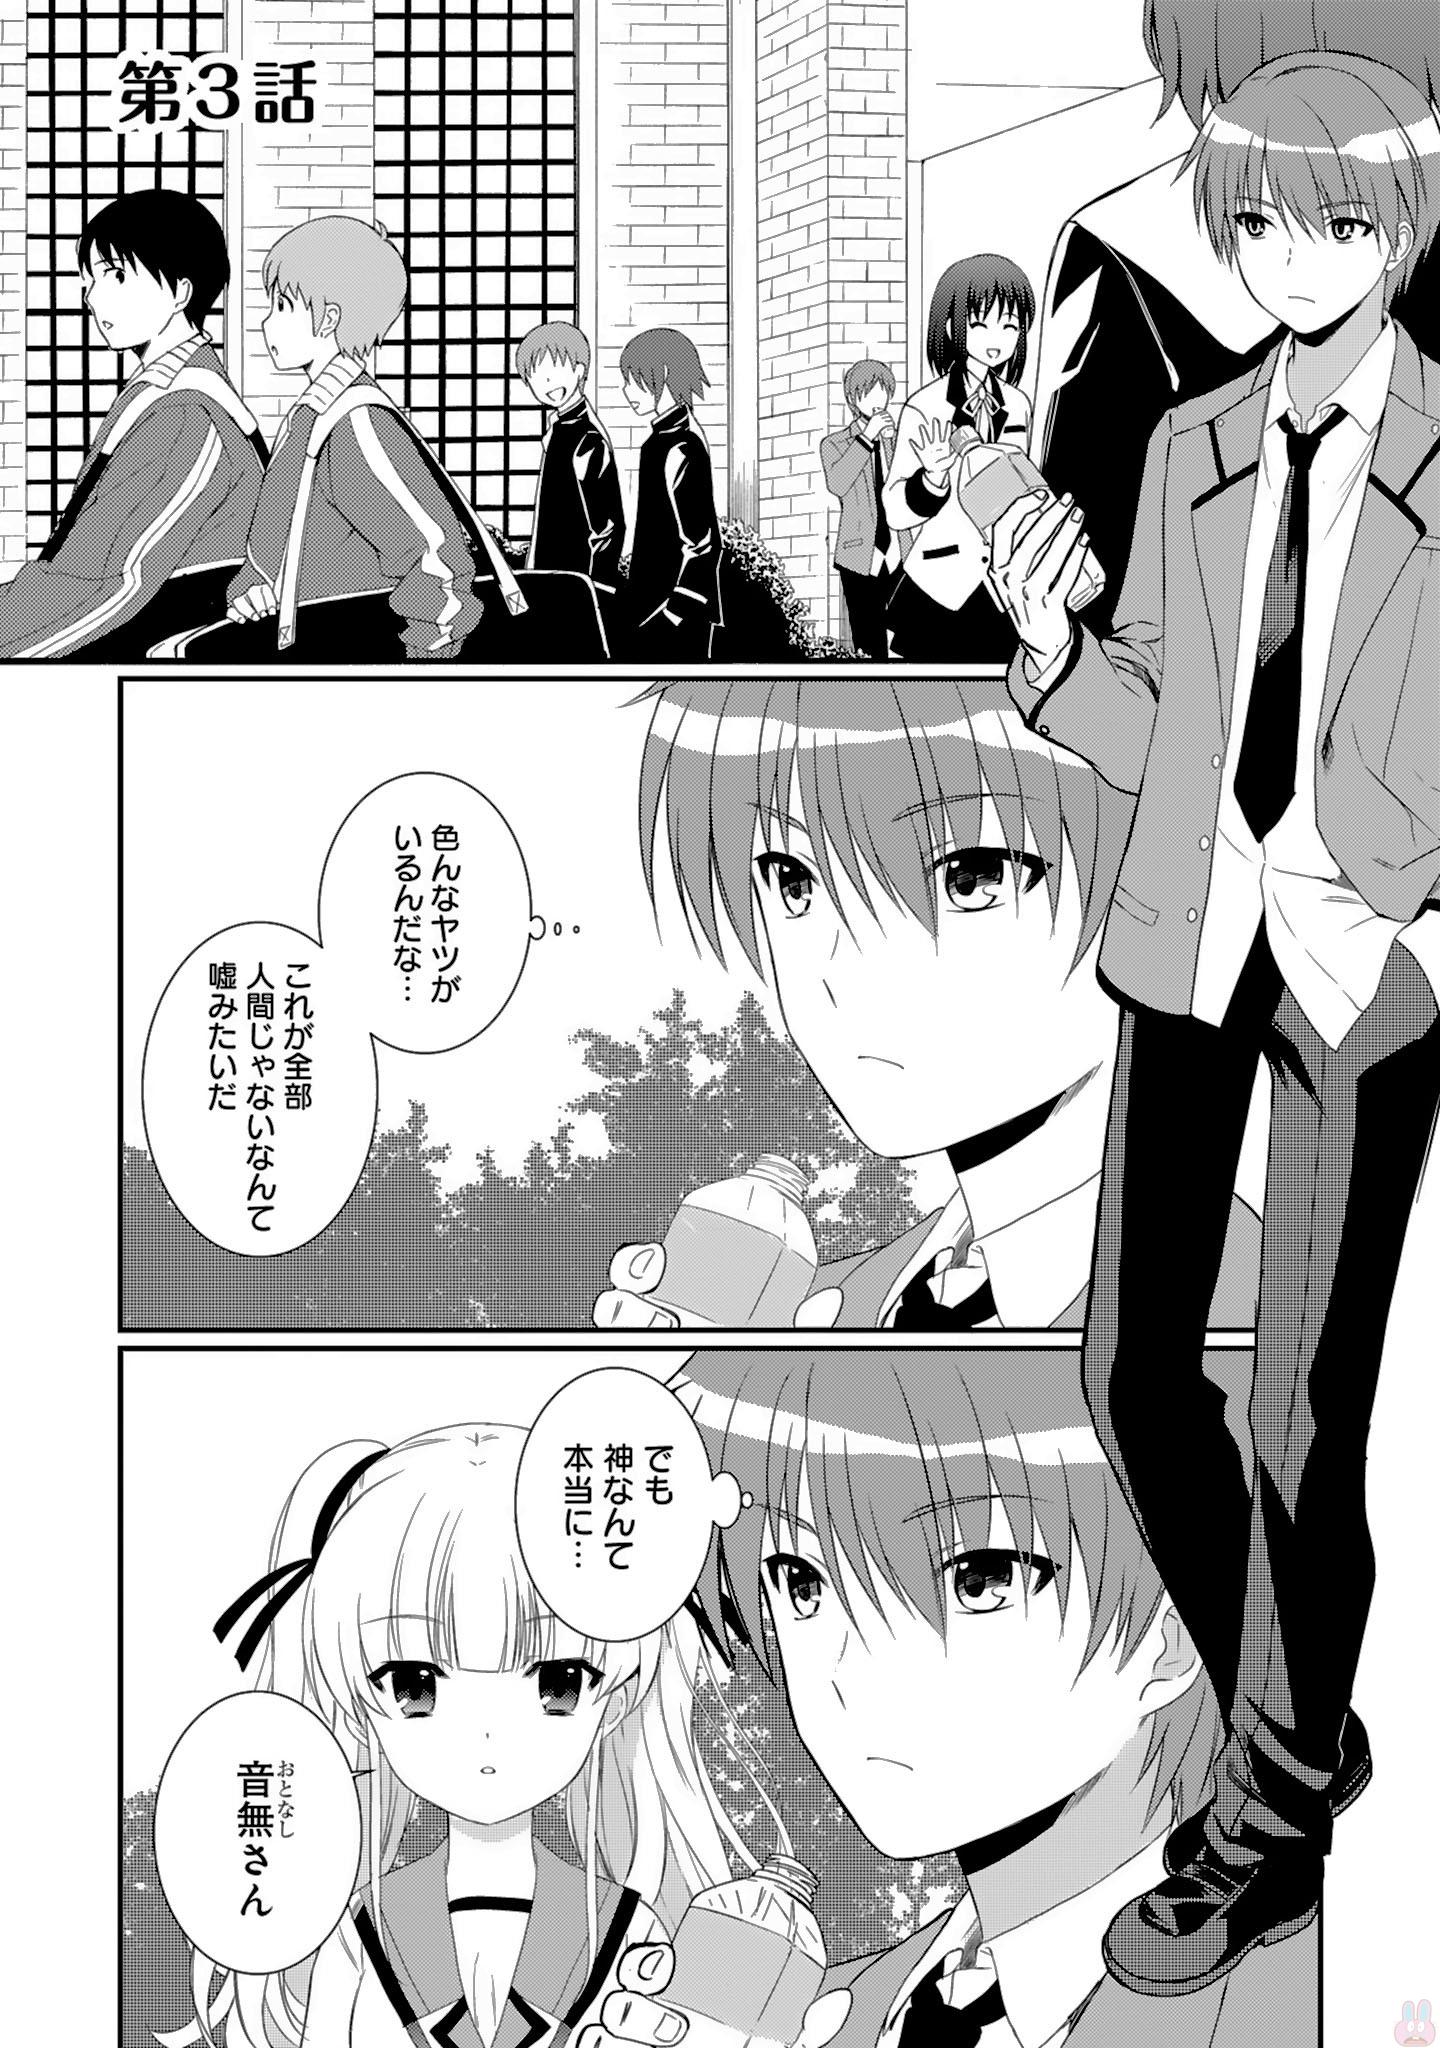 第3話
色んなヤツが
いるんだな…
これが全部
人間じゃないなんて
嘘みたいだ
でも
神なんて
本当に…
音無さん
おとなし